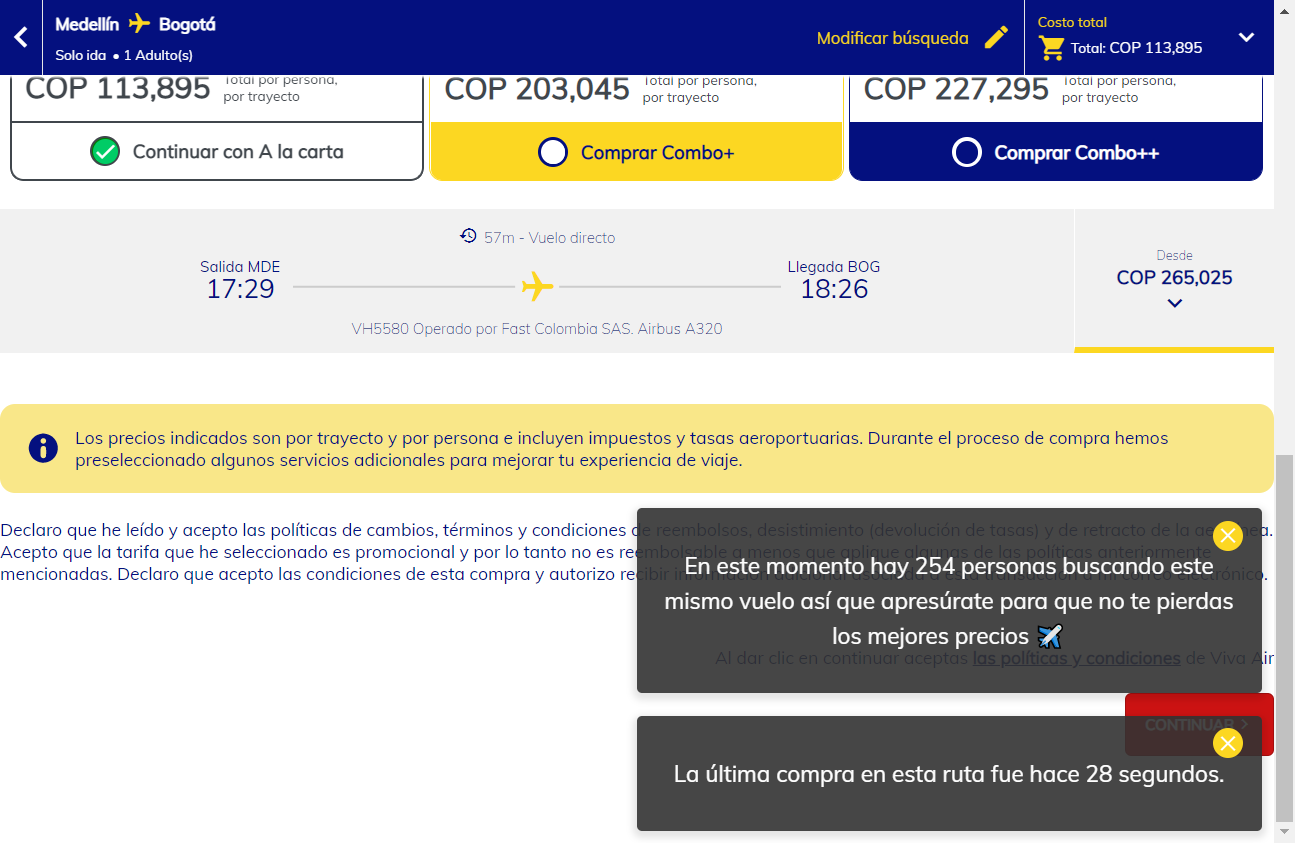 Medellín Bogotá
Solo ida • 1 Adulto(s)
Modificar búsqueda
Costo total
Total: COP 113,895
COP 113,895 Total por persona,
por trayecto
COP 203,045 Total por persona,
por trayecto
COP 227,295 Total por persona,
por trayecto
Continuar con A la carta
Comprar Combo+
Comprar Combo++
57m - Vuelo directo
Salida MDE
17:29
Llegada BOG
18:26
VH5580 Operado por Fast Colombia SAS. Airbus A320
Desde
COP 265,025
Los precios indicados son por trayecto y por persona e incluyen impuestos y tasas aeroportuarias. Durante el proceso de compra hemos
preseleccionado algunos servicios adicionales para mejorar tu experiencia de viaje.
Declaro que he leído y acepto las políticas de cambios, términos y condiciones de reembolsos, desistimiento (devolución de tasas) y de retracto de la aerolínea.
Acepto que la tarifa que he seleccionado es promocional y por lo tanto no es reembolsable a menos que aplique algunas de las políticas anteriormente
mencionadas. Declaro que acepto las condiciones de esta compra y autorizo recibir información adicional asociada a esta transacción a mi correo electrónico.
En este momento hay 254 personas buscando este
mismo vuelo así que apresúrate para que no te pierdas
los mejores precios
Al dar clic en continuar aceptas las políticas y condiciones de Viva Air
CONTINUAR >
La última compra en esta ruta fue hace 28 segundos.